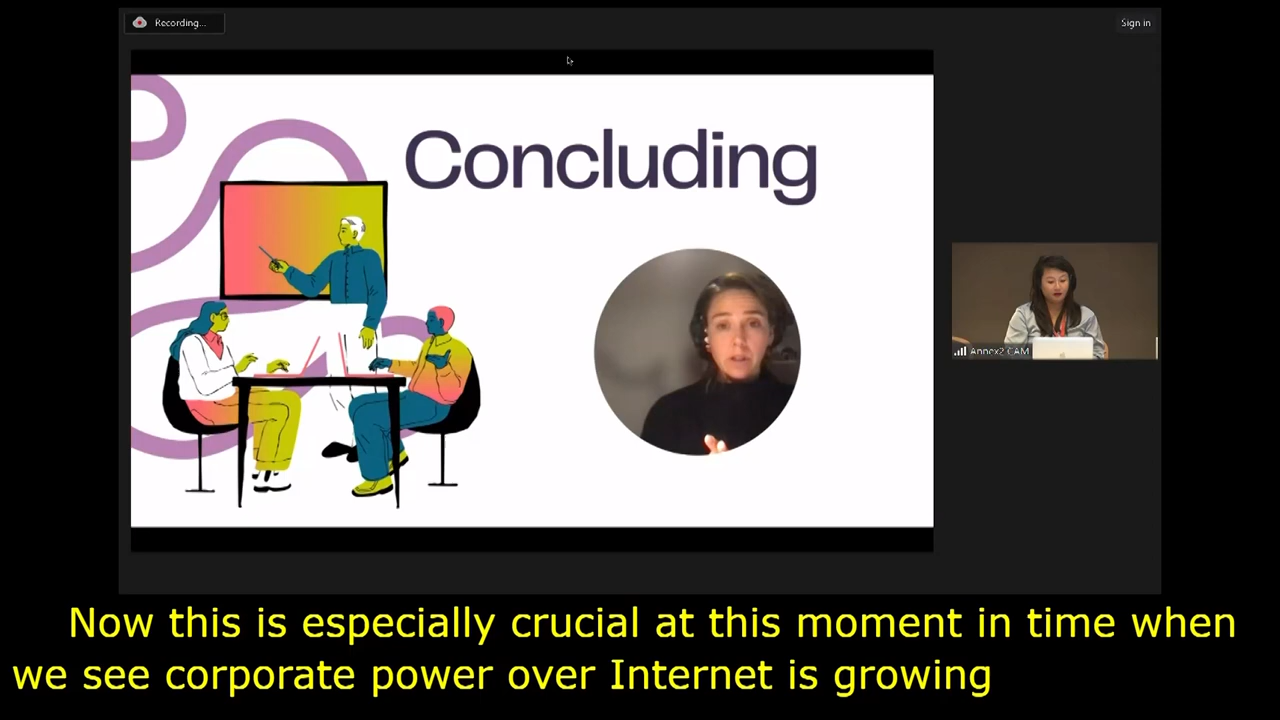 Recording...
Sign in
Concluding
Annex2 CAM
Now this is especially crucial at this moment in time when
we see corporate power over Internet is growing